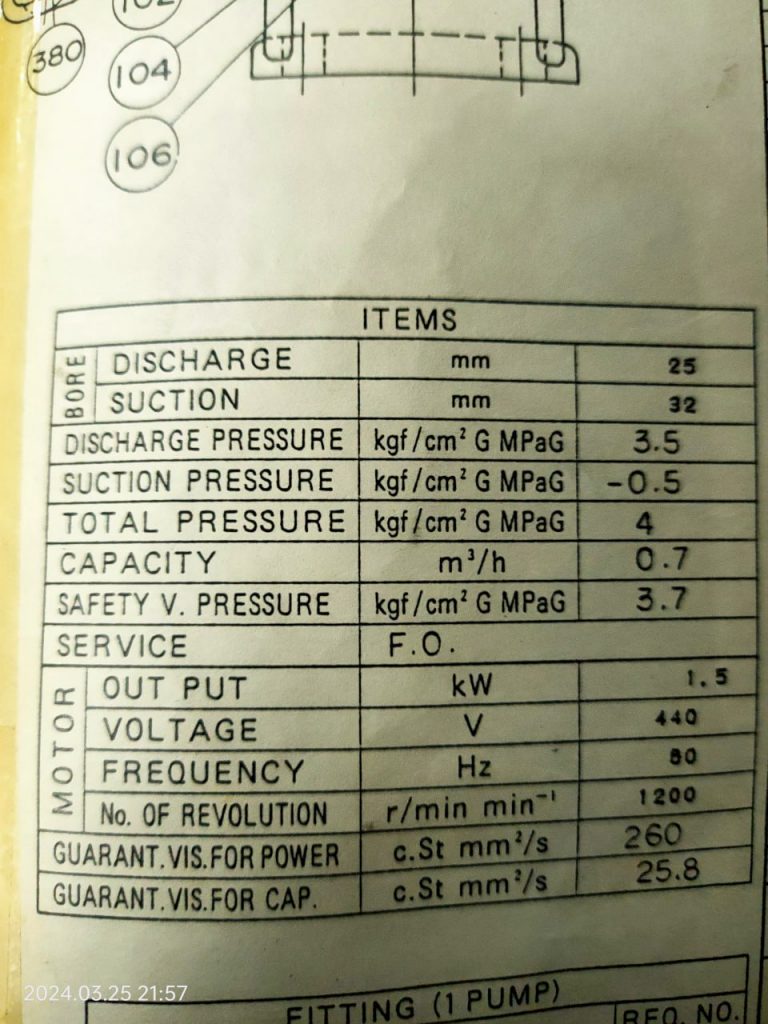 380
104
106
ITEMS
BORE DISCHARGE mm 25
SUCTION mm 32
DISCHARGE PRESSURE kgf/cm² G MPaG 3.5
SUCTION PRESSURE kgf/cm² G MPaG -0.5
TOTAL PRESSURE kgf/cm² G MPaG 4
CAPACITY m³/h 0.7
SAFETY V. PRESSURE kgf/cm² G MPaG 3.7
SERVICE F.O.
MOTOR OUT PUT kW 1.5
VOLTAGE V 440
FREQUENCY Hz
No. OF REVOLUTION r/min min⁻¹ 1200
GUARANT.VIS.FOR POWER c.St mm²/s 260
GUARANT.VIS.FOR CAP. c.St mm²/s 25.8
2024.03.25 21:57
FITTING (1 PUMP) REQ. NO.